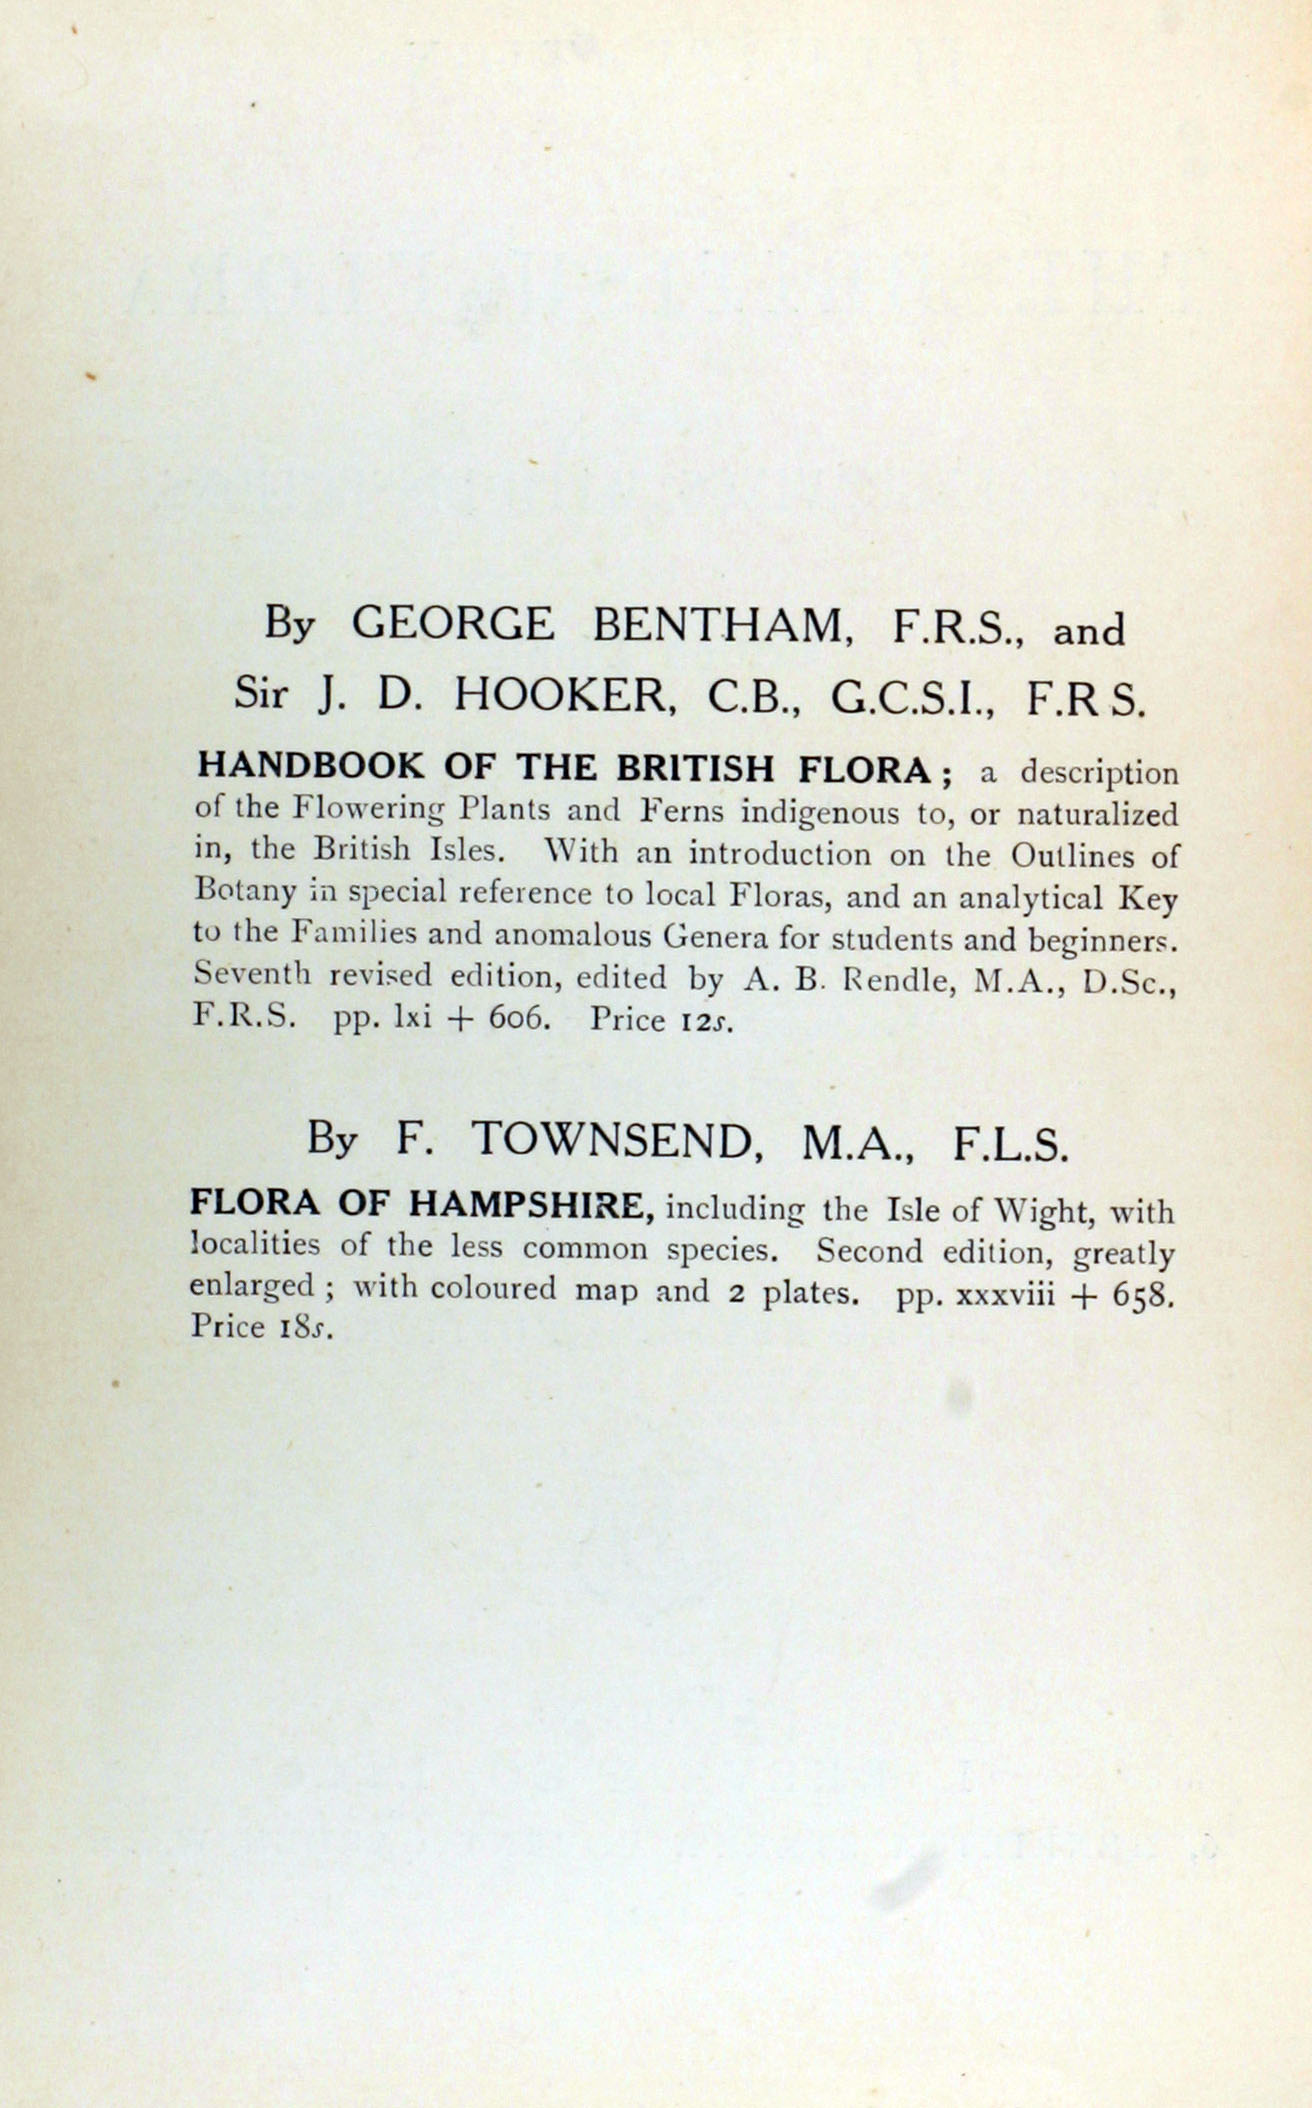 By GEORGE BENTHAM, F.R.S., and
Sir J. D. HOOKER, C.B., G.C.S.I., F.R S.
HANDBOOK OF THE BRITISH FLORA ; a description
of the Flowering Plants and Ferns indigenous to, or naturalized
in, the British Isles. With an introduction on the Outlines of
Botany in special reference to local Floras, and an analytical Key
to the Families and anomalous Genera for students and beginners.
Seventh revised edition, edited by A. B. Rendle, M.A., D.Sc.,
F.R.S. pp. lxi + 606. Price 12s.
By F. TOWNSEND, M.A., F.L.S.
FLORA OF HAMPSHIRE, including the Isle of Wight, with
localities of the less common species. Second edition, greatly
enlarged ; with coloured map and 2 plates. pp. xxxviii + 658.
Price 18s.